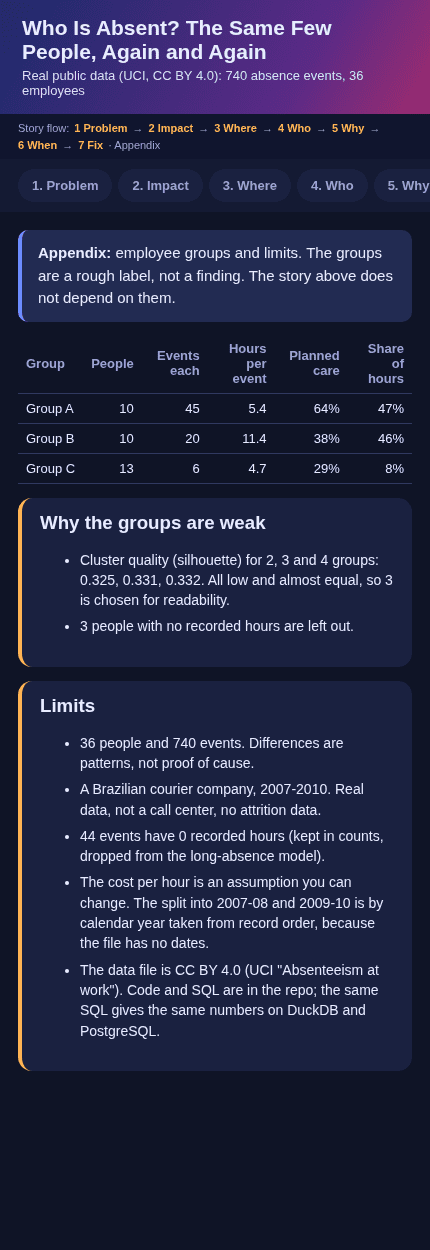 Who Is Absent? The Same Few
People, Again and Again
Real public data (UCI, CC BY 4.0): 740 absence events, 36
employees
Story flow: 1 Problem → 2 Impact → 3 Where → 4 Who → 5 Why →
6 When → 7 Fix · Appendix
1. Problem 2. Impact 3. Where 4. Who 5. Why
Appendix: employee groups and limits. The groups
are a rough label, not a finding. The story above does
not depend on them.
Group People Events each Hours per event Planned care Share of hours
Group A 10 45 5.4 64% 47%
Group B 10 20 11.4 38% 46%
Group C 13 6 4.7 29% 8%
Why the groups are weak
• Cluster quality (silhouette) for 2, 3 and 4 groups:
0.325, 0.331, 0.332. All low and almost equal, so 3
is chosen for readability.
• 3 people with no recorded hours are left out.
Limits
• 36 people and 740 events. Differences are
patterns, not proof of cause.
• A Brazilian courier company, 2007-2010. Real
data, not a call center, no attrition data.
• 44 events have 0 recorded hours (kept in counts,
dropped from the long-absence model).
• The cost per hour is an assumption you can
change. The split into 2007-08 and 2009-10 is by
calendar year taken from record order, because
the file has no dates.
• The data file is CC BY 4.0 (UCI "Absenteeism at
work"). Code and SQL are in the repo; the same
SQL gives the same numbers on DuckDB and
PostgreSQL.